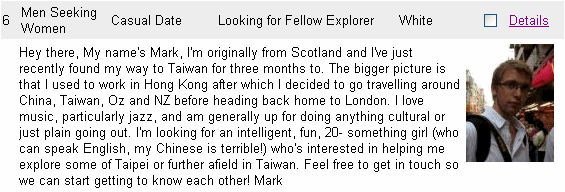 6 Men Seeking Women Casual Date Looking for Fellow Explorer White Details
Hey there, My name's Mark, I'm originally from Scotland and I've just
recently found my way to Taiwan for three months to. The bigger picture is
that I used to work in Hong Kong after which I decided to go travelling around
China, Taiwan, Oz and NZ before heading back home to London. I love
music, particularly jazz, and am generally up for doing anything cultural or
just plain going out. I'm looking for an intelligent, fun, 20- something girl (who
can speak English, my Chinese is terrible!) who's interested in helping me
explore some of Taipei or further afield in Taiwan. Feel free to get in touch so
we can start getting to know each other! Mark